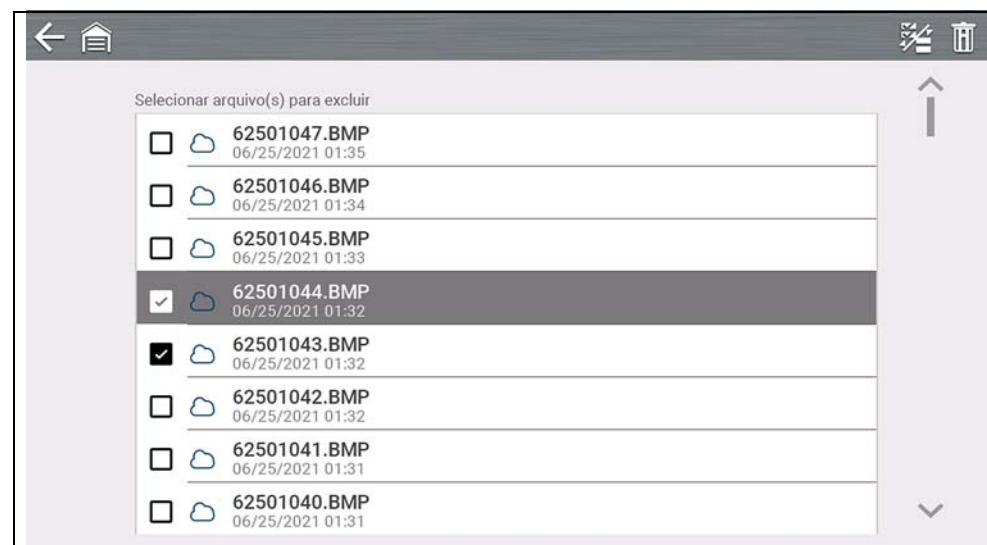 Selecionar arquivo(s) para excluir
62501047.BMP
06/25/2021 01:35
62501046.BMP
06/25/2021 01:34
62501045.BMP
06/25/2021 01:33
62501044.BMP
06/25/2021 01:32
62501043.BMP
06/25/2021 01:32
62501042.BMP
06/25/2021 01:32
62501041.BMP
06/25/2021 01:31
62501040.BMP
06/25/2021 01:31